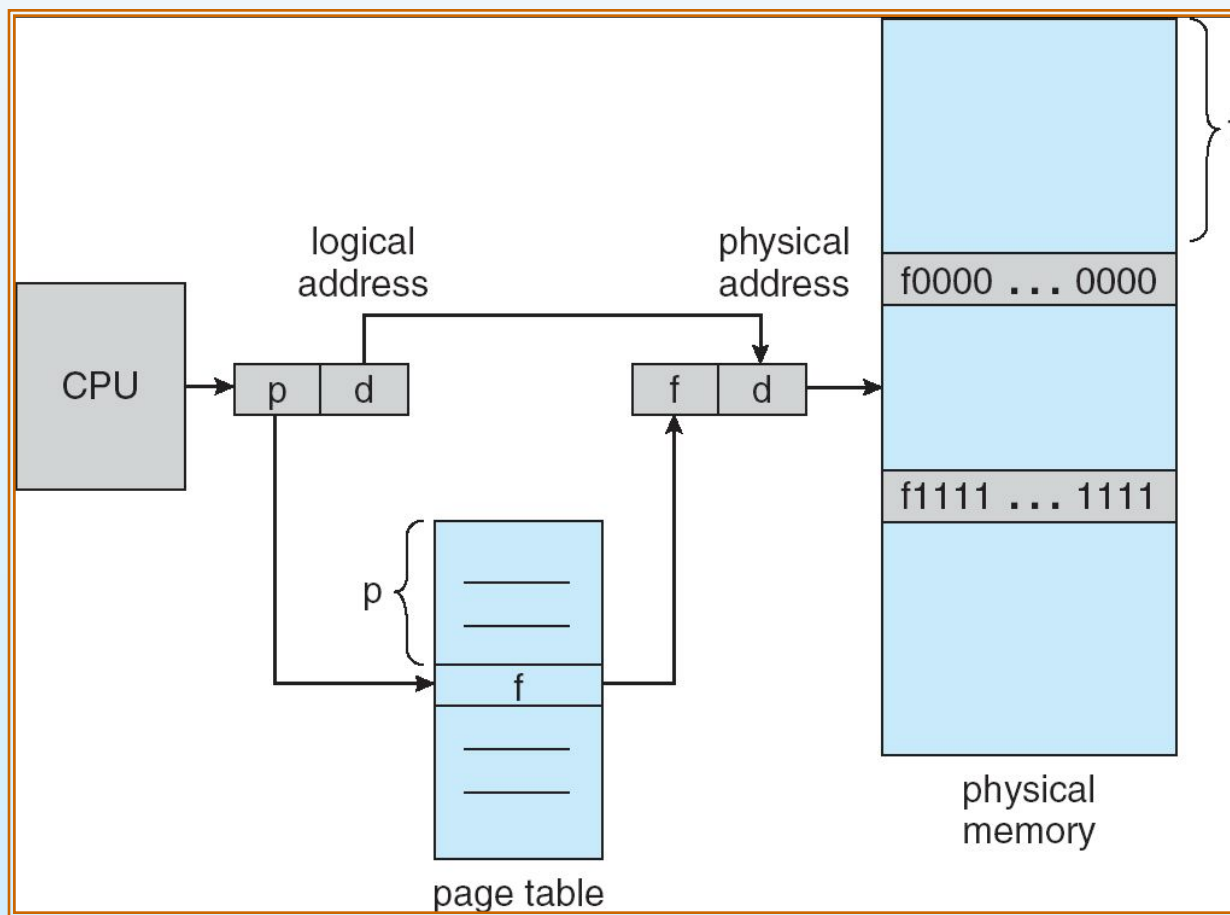 logical
address
physical
address
f0000 ... 0000
CPU
p
d
f
d
f1111 ... 1111
p
f
physical
memory
page table